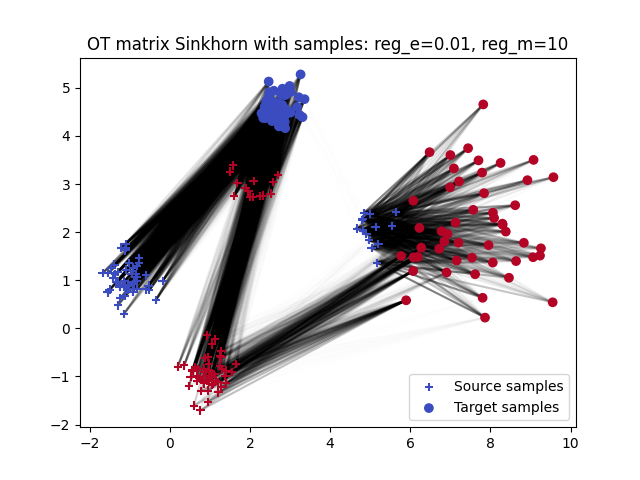 OT matrix Sinkhorn with samples: reg_e=0.01, reg_m=10
5
4
3
2
1
0
−1
−2
−2 0 2 4 6 8 10
Source samples
Target samples